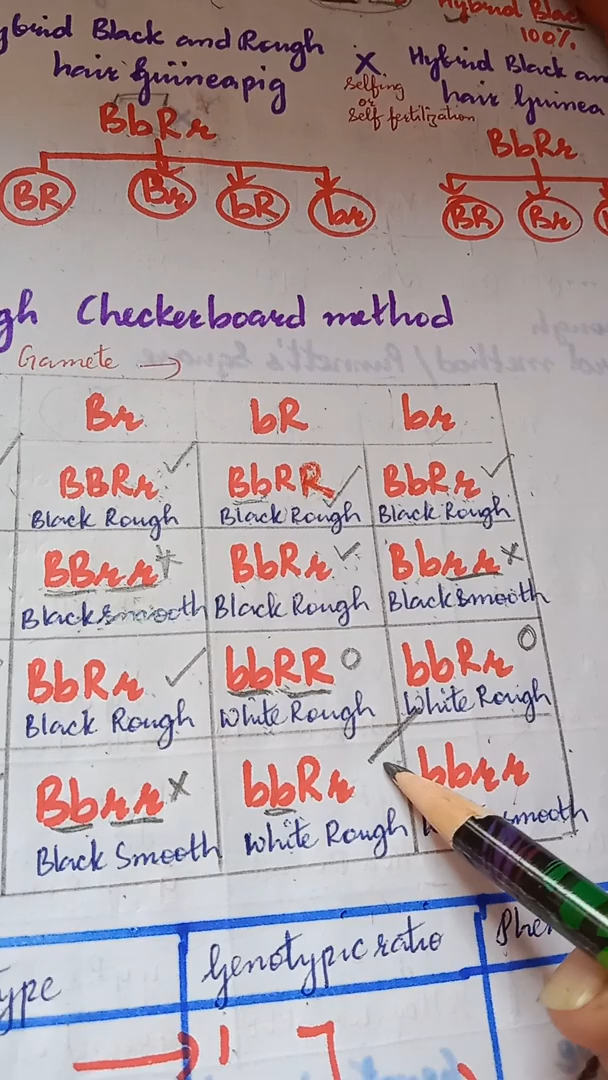 Hybrid Black
100%
ybrid Black and Rough
hair Guineapig
X
selfing
or
self fertilization
Hybrid Black an
hair Guinea
BbRr
BbRr
BR Br bR br
BR Br
gh Checkerboard method
Gamete →
Br bR br
BBRr ✓ BbRR ✓ BbRr ✓
Black Rough Black Rough Black Rough
BBrr BbRr ✓ Bbrr x
Black smooth Black Rough Black smooth
BbRr ✓ bbRR O bbRr O
Black Rough White Rough White Rough
Bbrr x bbRr bbrr
Black Smooth White Rough smooth
ype Genotypic ratio Phe
→ 1